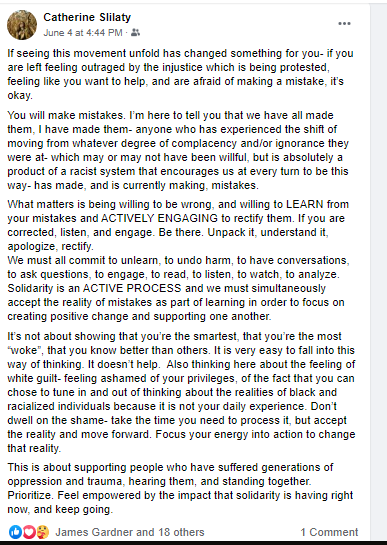 Catherine Slilaty
June 4 at 4:44 PM ·
If seeing this movement unfold has changed something for you- if you
are left feeling outraged by the injustice which is being protested,
feeling like you want to help, and are afraid of making a mistake, it's
okay.
You will make mistakes. I'm here to tell you that we have all made
them, I have made them- anyone who has experienced the shift of
moving from whatever degree of complacency and/or ignorance they
were at- which may or may not have been willful, but is absolutely a
product of a racist system that encourages us at every turn to be this
way- has made, and is currently making, mistakes.
What matters is being willing to be wrong, and willing to LEARN from
your mistakes and ACTIVELY ENGAGING to rectify them. If you are
corrected, listen, and engage. Be there. Unpack it, understand it,
apologize, rectify.
We must all commit to unlearn, to undo harm, to have conversations,
to ask questions, to engage, to read, to listen, to watch, to analyze.
Solidarity is an ACTIVE PROCESS and we must simultaneously
accept the reality of mistakes as part of learning in order to focus on
creating positive change and supporting one another.
It's not about showing that you're the smartest, that you're the most
"woke", that you know better than others. It is very easy to fall into this
way of thinking. It doesn't help.  Also thinking here about the feeling of
white guilt- feeling ashamed of your privileges, of the fact that you can
chose to tune in and out of thinking about the realities of black and
racialized individuals because it is not your daily experience. Don't
dwell on the shame- take the time you need to process it, but accept
the reality and move forward. Focus your energy into action to change
that reality.
This is about supporting people who have suffered generations of
oppression and trauma, hearing them, and standing together.
Prioritize. Feel empowered by the impact that solidarity is having right
now, and keep going.
James Gardner and 18 others
1 Comment